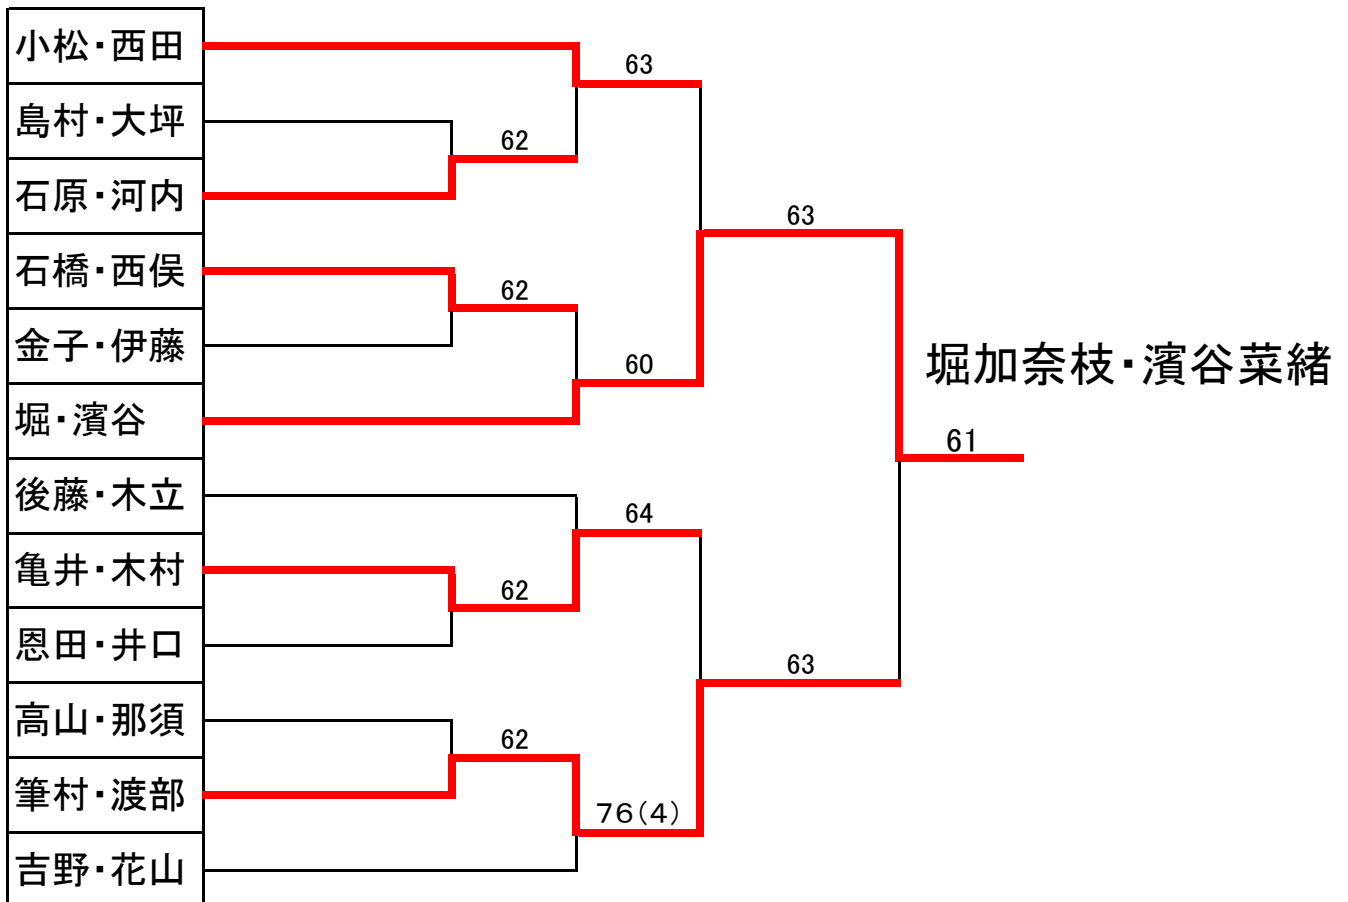 小松・西田
63
島村・大坪
62
石原・河内
63
石橋・西俣
62
金子・伊藤
60
堀加奈枝・濱谷菜緒
堀・濱谷
61
後藤・木立
64
亀井・木村
62
恩田・井口
63
高山・那須
62
筆村・渡部
76(4)
吉野・花山